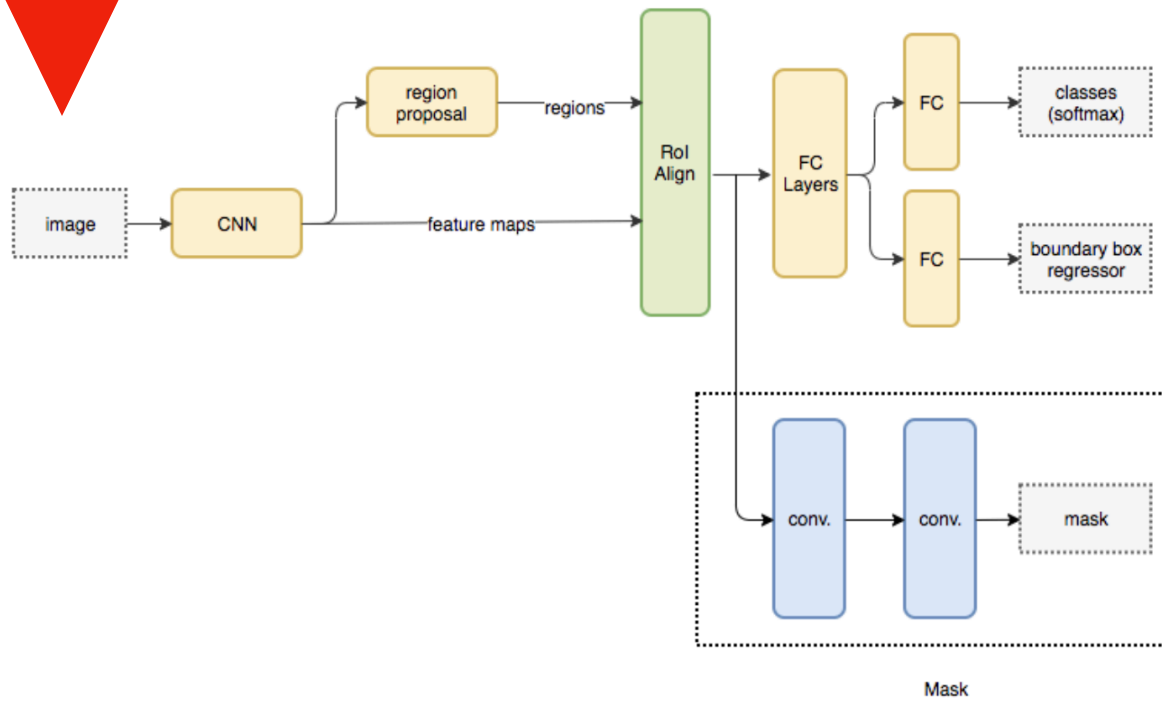 region
proposal
regions
image
CNN
feature maps
RoI
Align
FC
Layers
FC
classes
(softmax)
FC
boundary box
regressor
conv.
conv.
mask
Mask